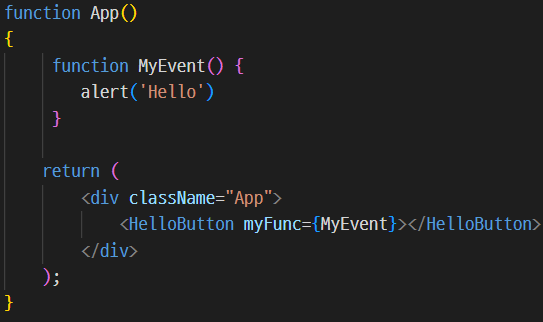 function App()
{
function MyEvent() {
alert('Hello')
}
return (
<div className="App">
<HelloButton myFunc={MyEvent}></HelloButton>
</div>
);
}